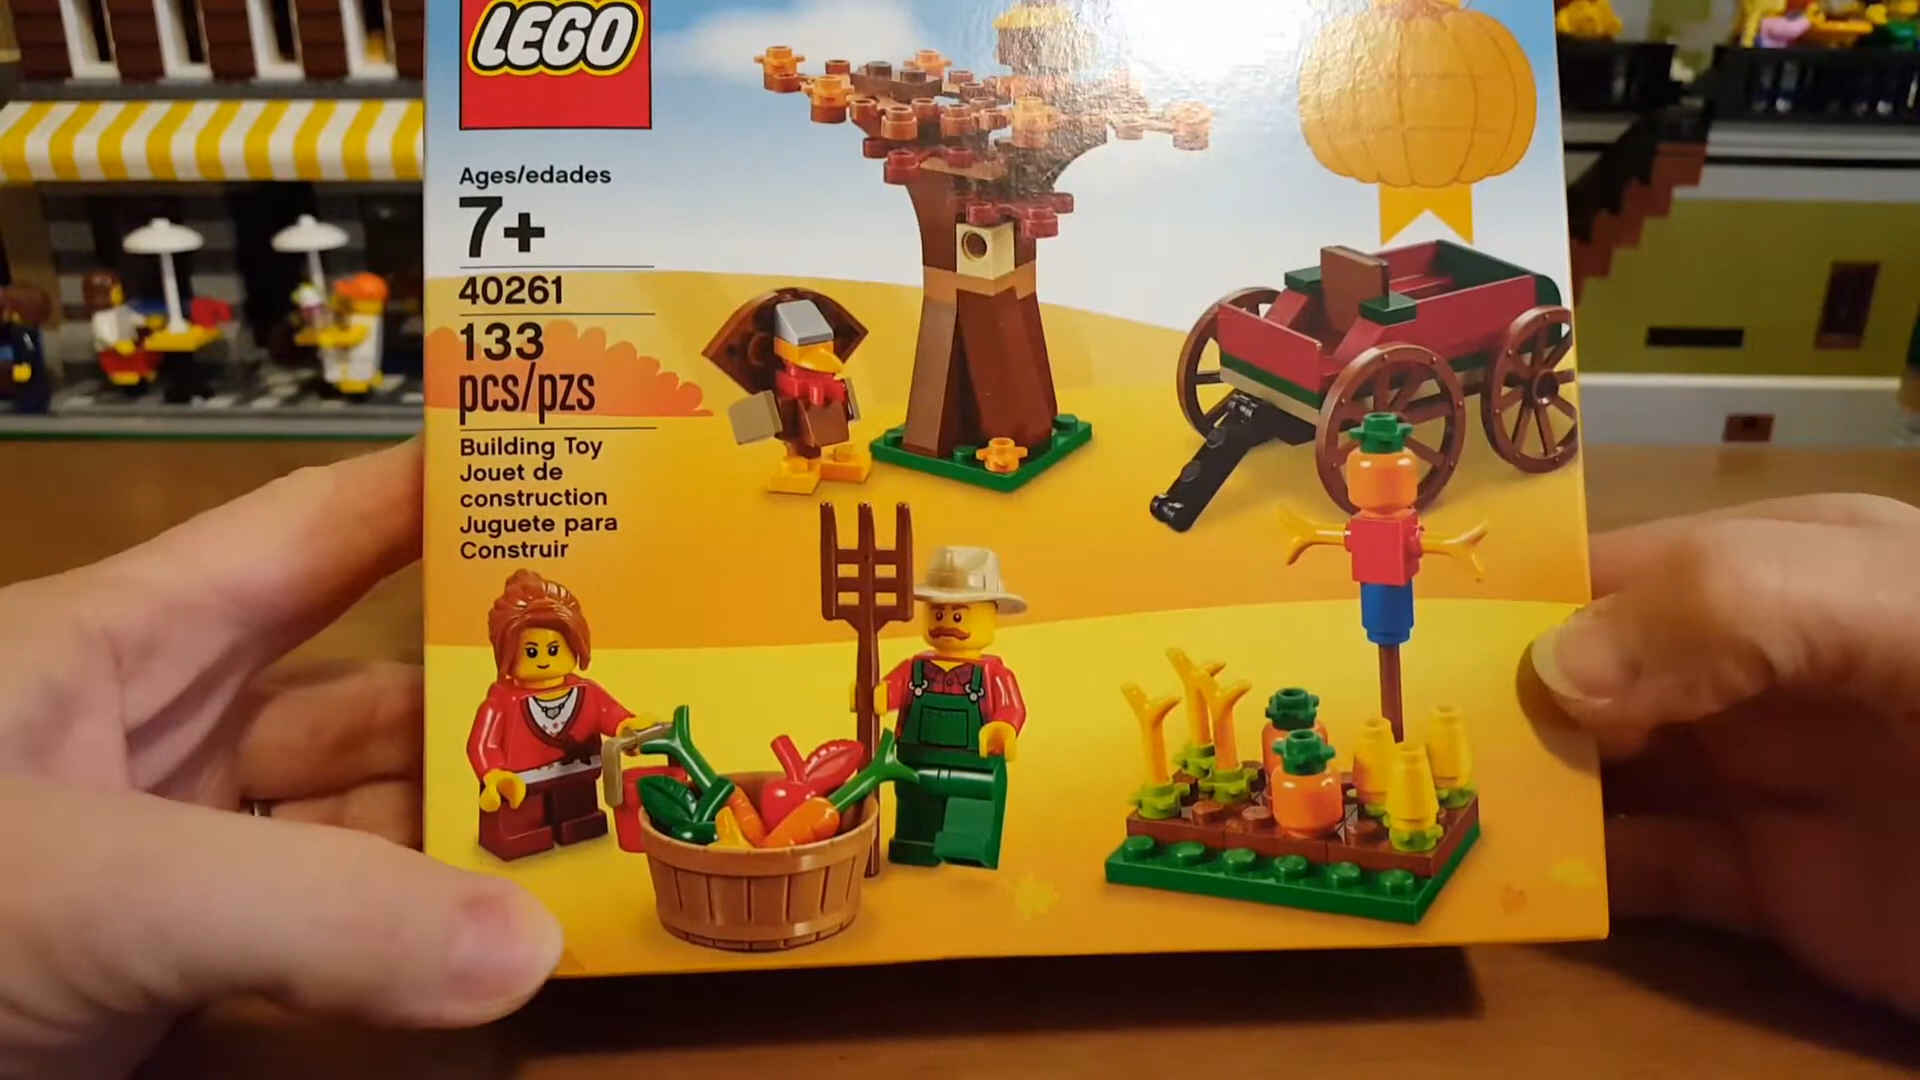 LEGO
Ages/edades
7+
40261
133
pcs/pzs
Building Toy
Jouet de
construction
Juguete para
Construir